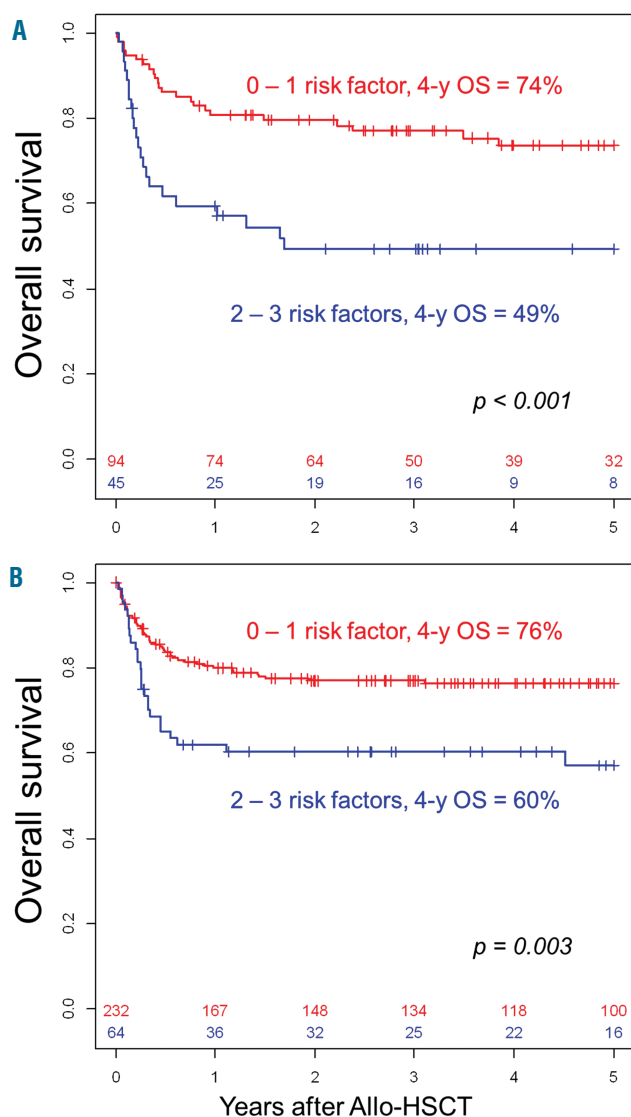 A
Overall survival
1.0
0.8
0.6
0.4
0.2
0.0
0 – 1 risk factor, 4-y OS = 74%
2 – 3 risk factors, 4-y OS = 49%
p < 0.001
94 74 64 50 39 32
45 25 19 16 9 8
0 1 2 3 4 5
B
Overall survival
1.0
0.8
0.6
0.4
0.2
0.0
0 – 1 risk factor, 4-y OS = 76%
2 – 3 risk factors, 4-y OS = 60%
p = 0.003
232 167 148 134 118 100
64 36 32 25 22 16
0 1 2 3 4 5
Years after Allo-HSCT